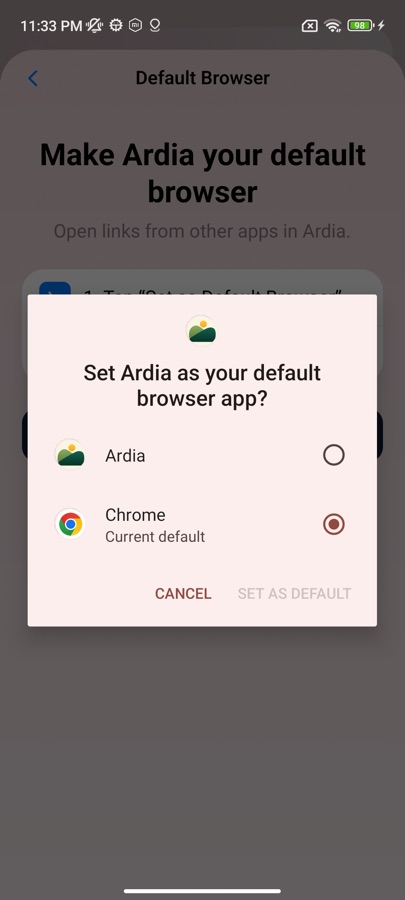 11:33 PM
98
Default Browser
Make Ardia your default
browser
Open links from other apps in Ardia.
Set Ardia as your default
browser app?
Ardia
Chrome
Current default
CANCEL
SET AS DEFAULT